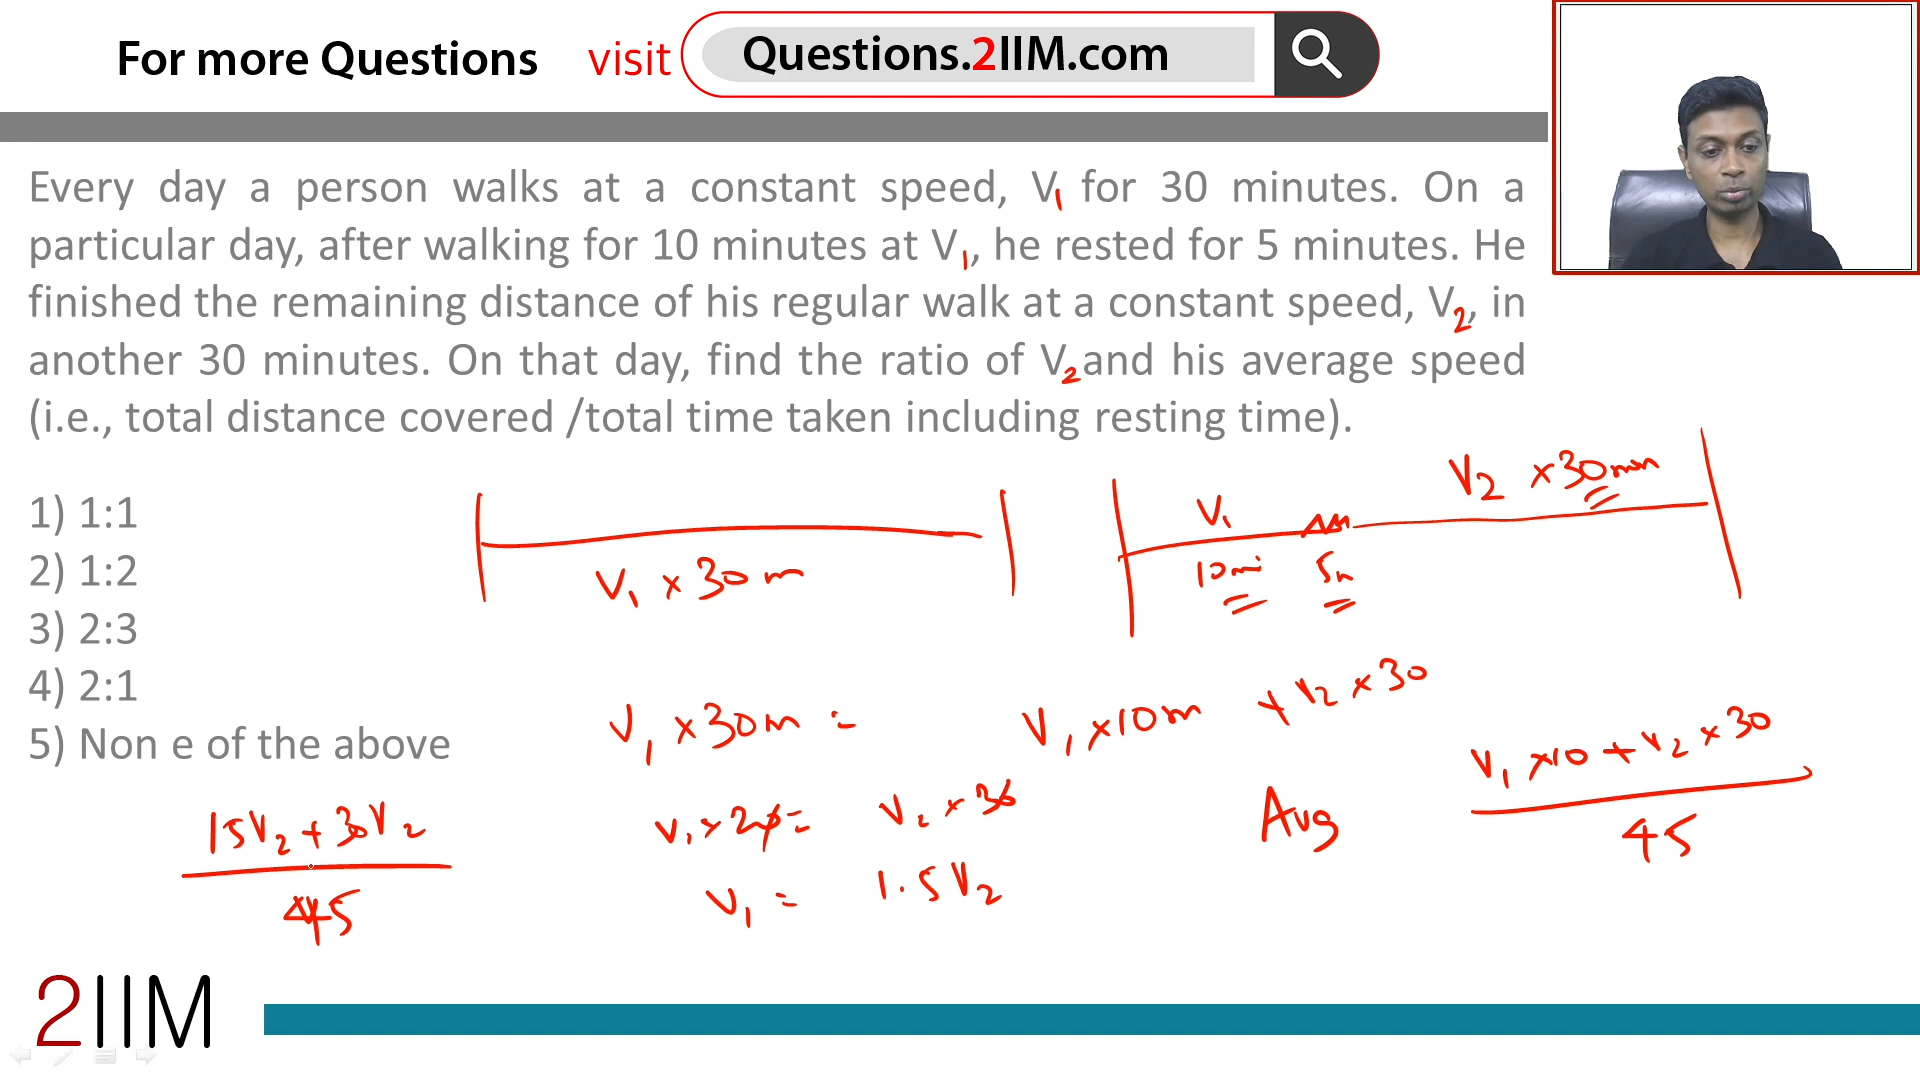 For more Questions visit Questions.2IIM.com
Every day a person walks at a constant speed, V₁ for 30 minutes. On a
particular day, after walking for 10 minutes at V₁, he rested for 5 minutes. He
finished the remaining distance of his regular walk at a constant speed, V₂, in
another 30 minutes. On that day, find the ratio of V₂ and his average speed
(i.e., total distance covered /total time taken including resting time).
1) 1:1
2) 1:2
3) 2:3
4) 2:1
5) Non e of the above
V₁ × 30 m
V₁
V₂ × 30 min
10 mi
5 m
V₁ × 30 m = V₁ × 10 m + V₂ × 30
V₁ × 20 = V₂ × 30
V₁ = 1.5 V₂
Avg
V₁ × 10 + V₂ × 30
45
15V₂ + 30V₂
45
2IIM